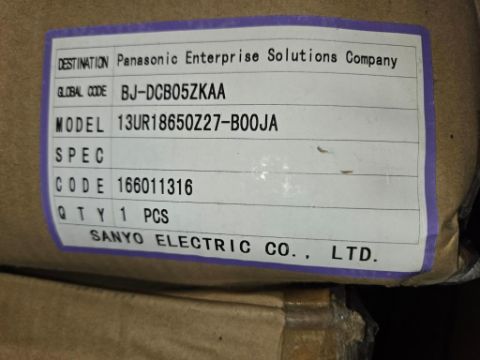 DESTINATION Panasonic Enterprise Solutions Company
GLOBAL CODE BJ-DCB05ZKAA
MODEL 13UR18650Z27-B00JA
SPEC
CODE 166011316
QTY 1 PCS
SANYO ELECTRIC CO., LTD.